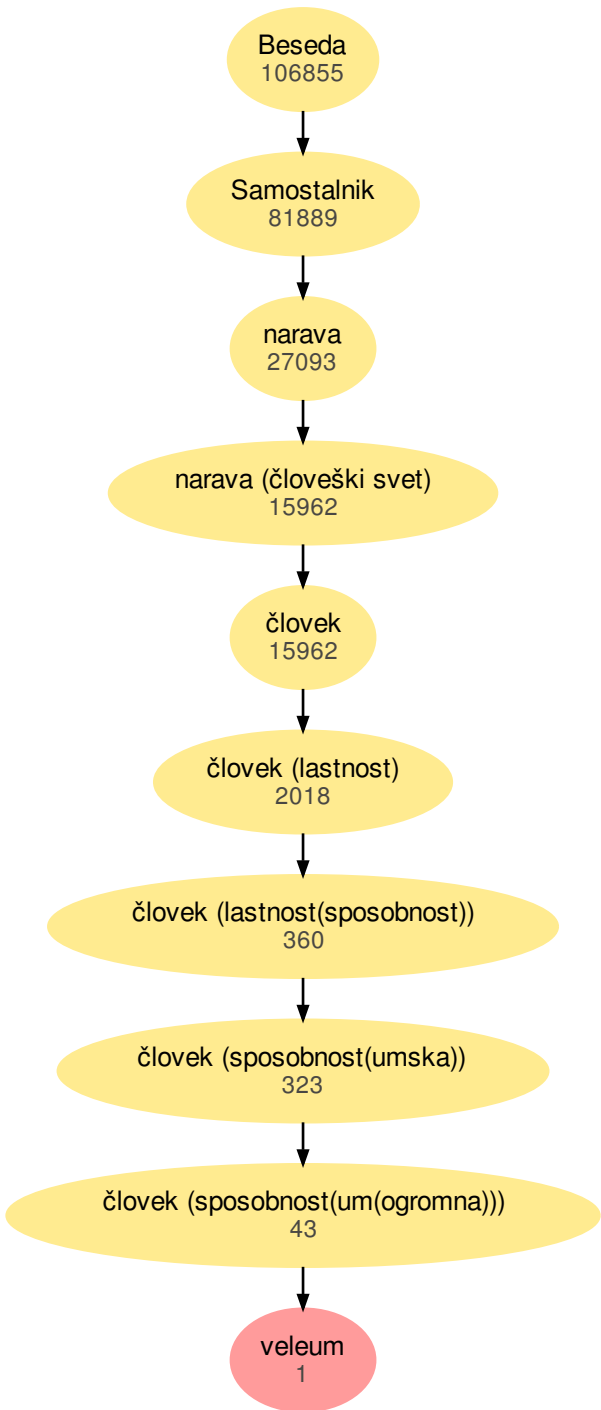 Beseda
106855
Samostalnik
81889
narava
27093
narava (človeški svet)
15962
človek
15962
človek (lastnost)
2018
človek (lastnost(sposobnost))
360
človek (sposobnost(umska))
323
človek (sposobnost(um(ogromna)))
43
veleum
1